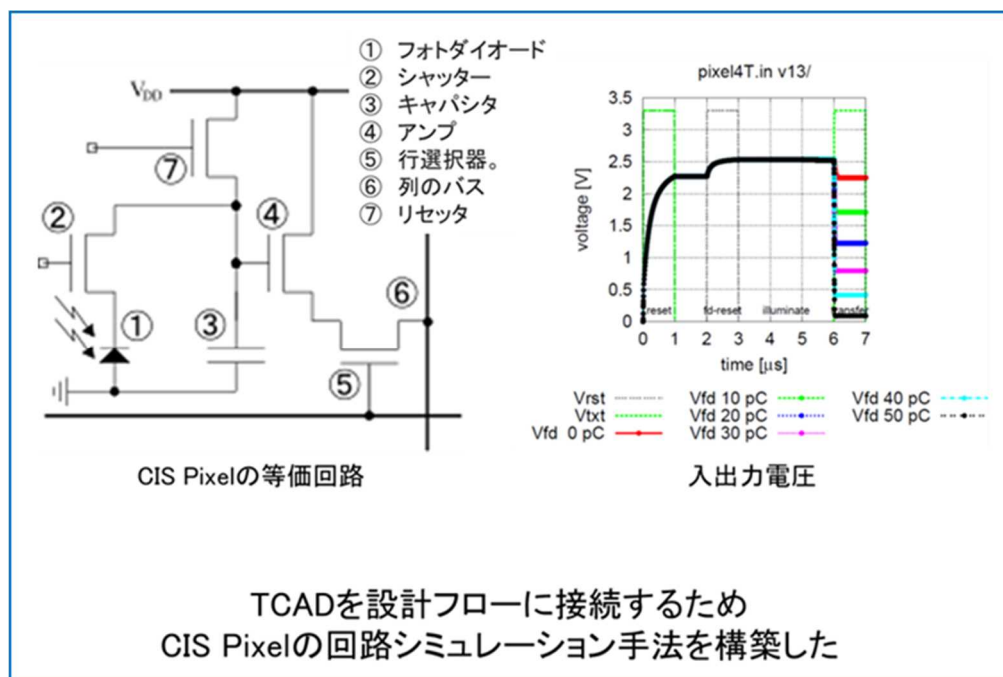 ① フォトダイオード
② シャッター
③ キャパシタ
④ アンプ
⑤ 行選択器。
⑥ 列のバス
⑦ リセッタ
VDD
⑦
②
④
⑥
①
③
⑤
CIS Pixelの等価回路
pixel4T.in v13/
3.5
3
2.5
2
1.5
1
0.5
0
voltage [V]
reset
fd-reset
illuminate
transfer
0 1 2 3 4 5 6 7
time [μs]
Vrst
Vtxt
Vfd 0 pC
Vfd 10 pC
Vfd 20 pC
Vfd 30 pC
Vfd 40 pC
Vfd 50 pC
入出力電圧
TCADを設計フローに接続するため
CIS Pixelの回路シミュレーション手法を構築した